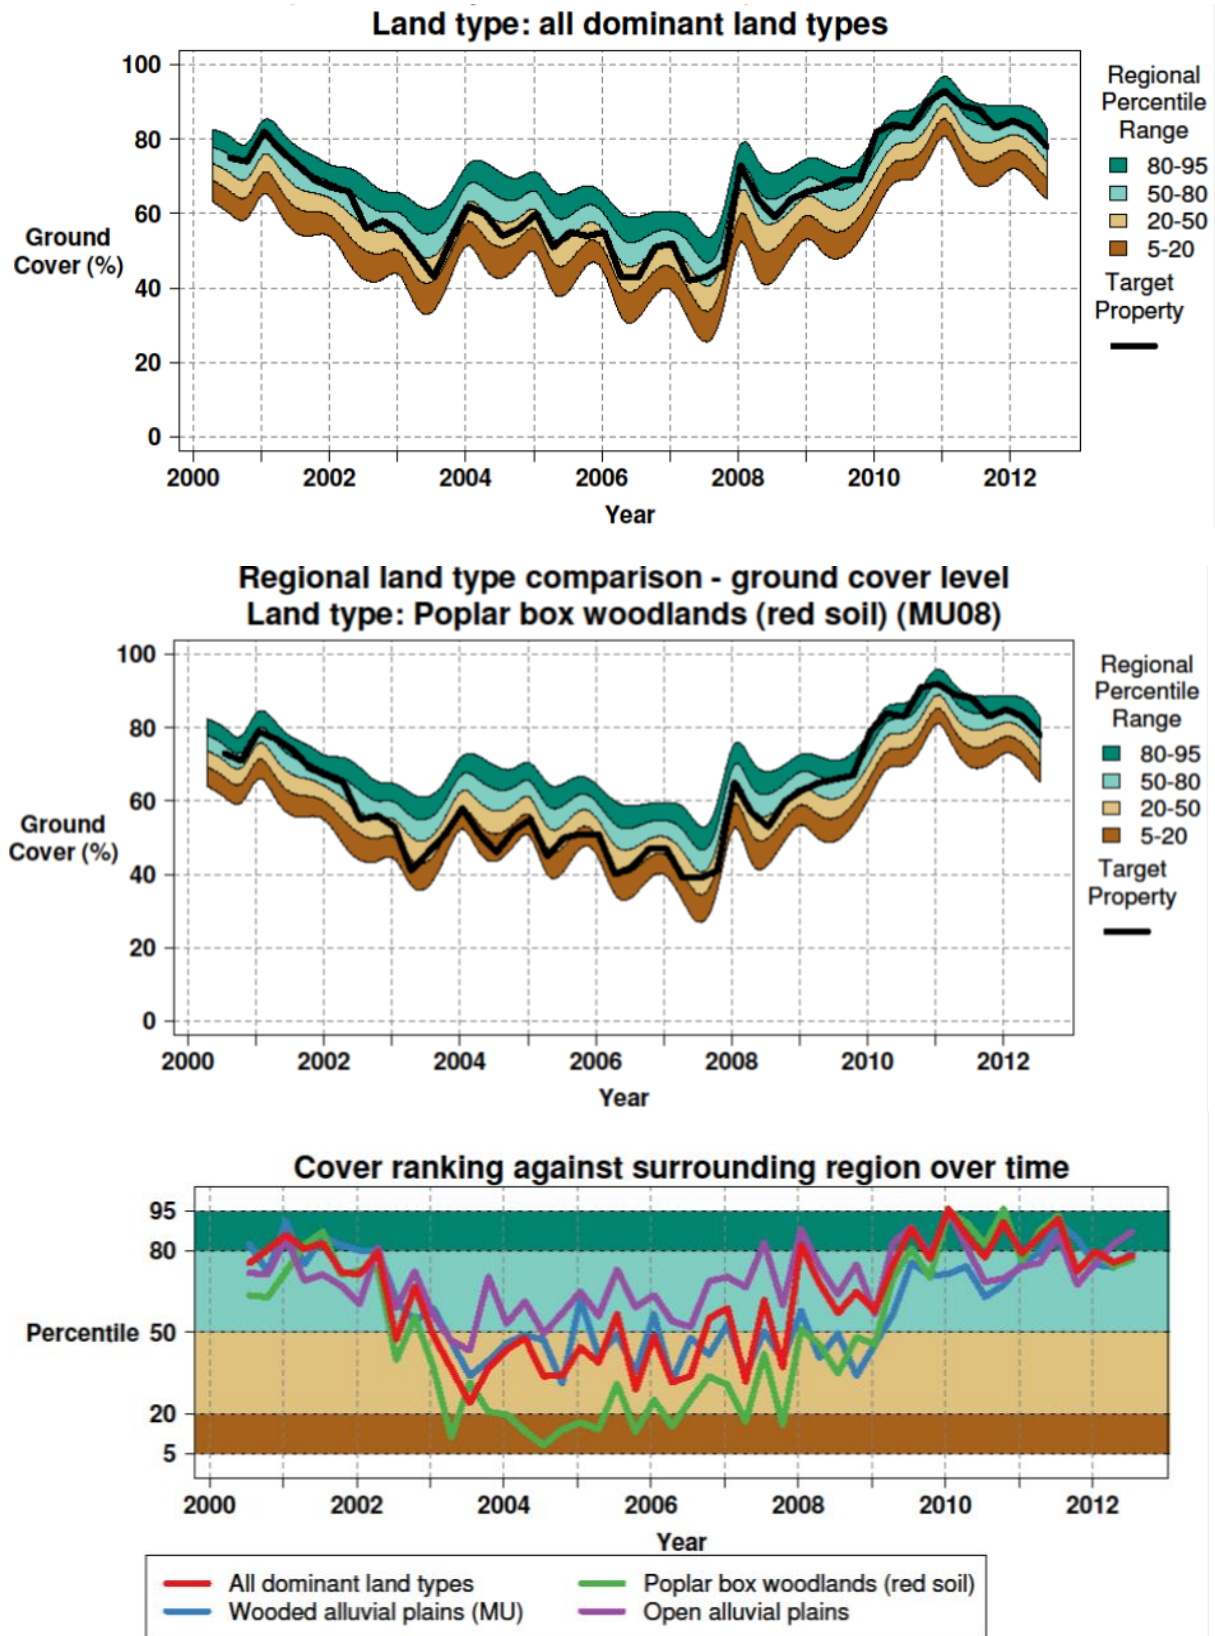 Land type: all dominant land types
100
80
60
40
20
0
Ground
Cover (%)
2000 2002 2004 2006 2008 2010 2012
Year
Regional
Percentile
Range
80-95
50-80
20-50
5-20
Target
Property
Regional land type comparison - ground cover level
Land type: Poplar box woodlands (red soil) (MU08)
100
80
60
40
20
0
Ground
Cover (%)
2000 2002 2004 2006 2008 2010 2012
Year
Regional
Percentile
Range
80-95
50-80
20-50
5-20
Target
Property
Cover ranking against surrounding region over time
95
80
Percentile 50
20
5
2000 2002 2004 2006 2008 2010 2012
Year
All dominant land types Poplar box woodlands (red soil)
Wooded alluvial plains (MU) Open alluvial plains